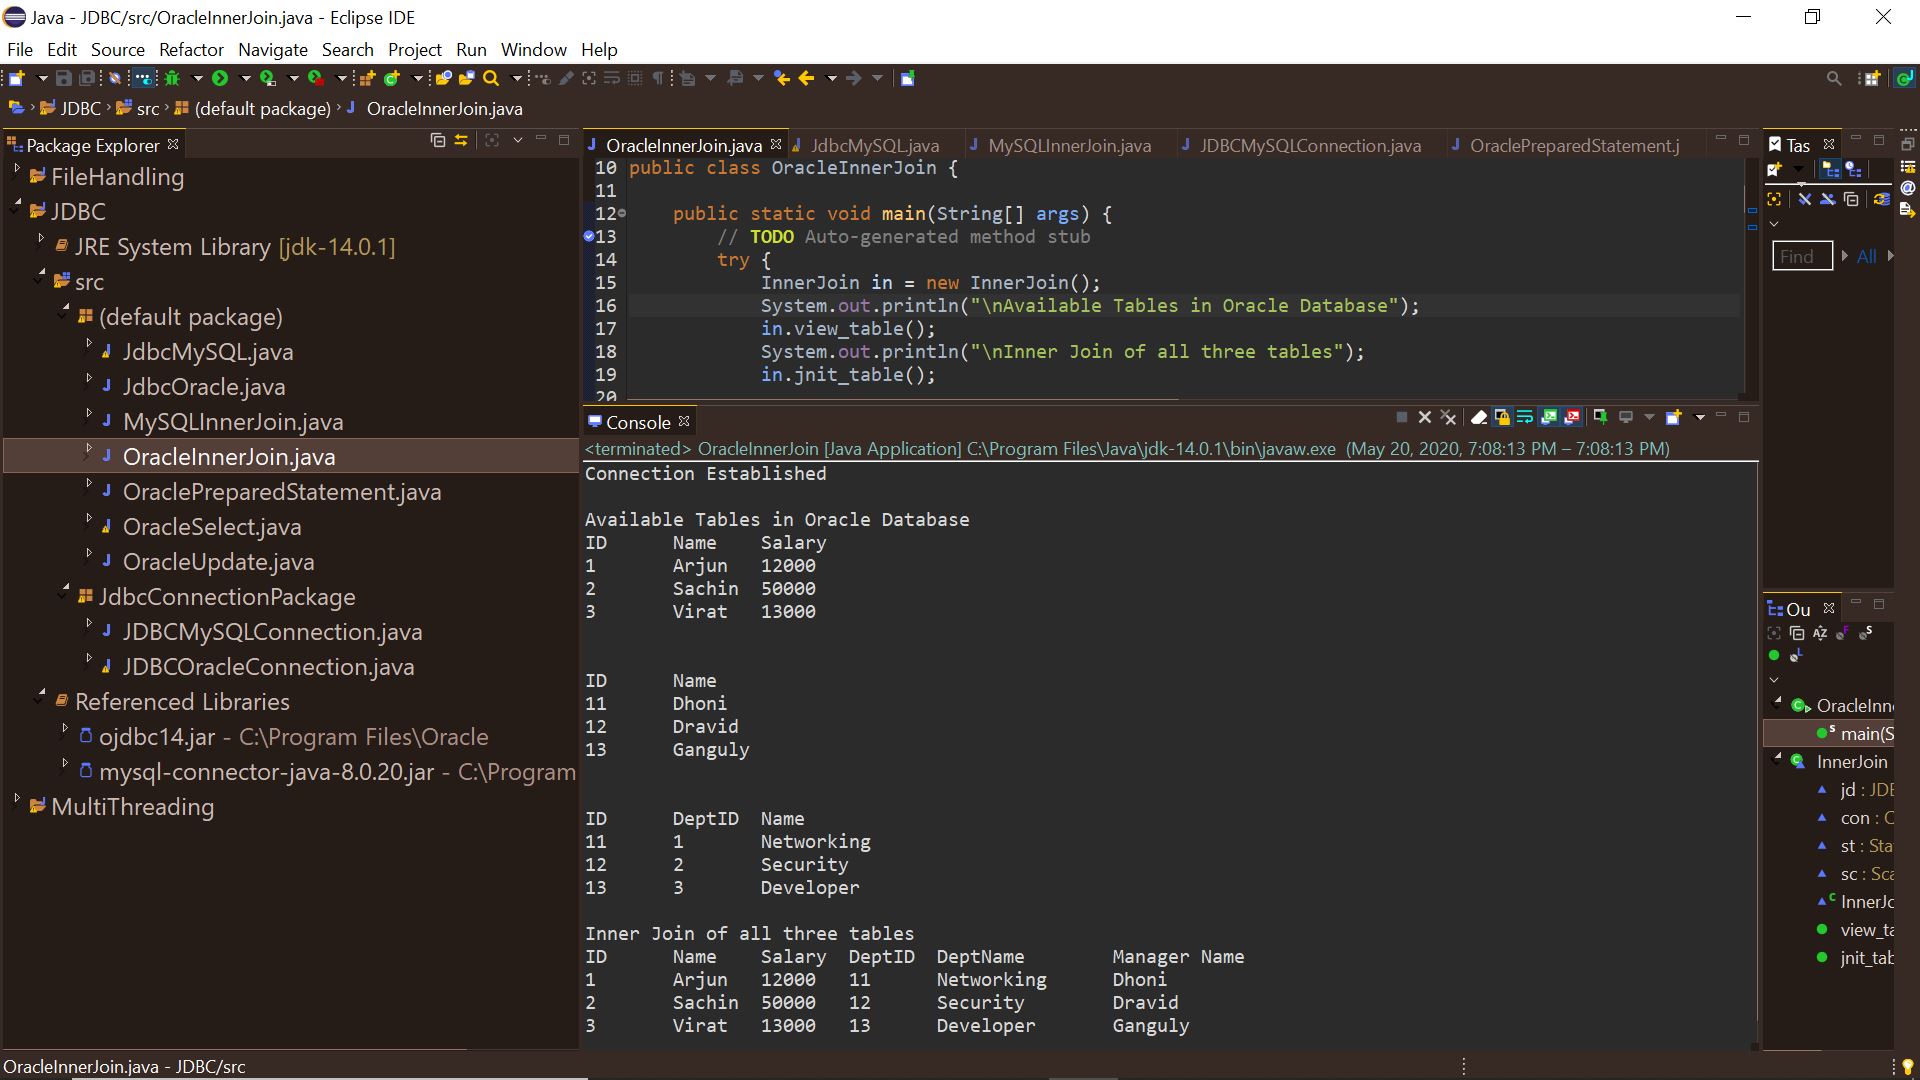 Java - JDBC/src/OracleInnerJoin.java - Eclipse IDE
File Edit Source Refactor Navigate Search Project Run Window Help
JDBC › src › (default package) › OracleInnerJoin.java
Package Explorer
FileHandling
JDBC
JRE System Library [jdk-14.0.1]
src
(default package)
JdbcMySQL.java
JdbcOracle.java
MySQLInnerJoin.java
OracleInnerJoin.java
OraclePreparedStatement.java
OracleSelect.java
OracleUpdate.java
JdbcConnectionPackage
JDBCMySQLConnection.java
JDBCOracleConnection.java
Referenced Libraries
ojdbc14.jar - C:\Program Files\Oracle
mysql-connector-java-8.0.20.jar - C:\Program
MultiThreading
OracleInnerJoin.java JdbcMySQL.java MySQLInnerJoin.java JDBCMySQLConnection.java OraclePreparedStatement.j
10 public class OracleInnerJoin {
11
12 public static void main(String[] args) {
13 // TODO Auto-generated method stub
14 try {
15 InnerJoin in = new InnerJoin();
16 System.out.println("\nAvailable Tables in Oracle Database");
17 in.view_table();
18 System.out.println("\nInner Join of all three tables");
19 in.jnit_table();
20
Console
<terminated> OracleInnerJoin [Java Application] C:\Program Files\Java\jdk-14.0.1\bin\javaw.exe (May 20, 2020, 7:08:13 PM – 7:08:13 PM)
Connection Established
Available Tables in Oracle Database
ID Name Salary
1 Arjun 12000
2 Sachin 50000
3 Virat 13000
ID Name
11 Dhoni
12 Dravid
13 Ganguly
ID DeptID Name
11 1 Networking
12 2 Security
13 3 Developer
Inner Join of all three tables
ID Name Salary DeptID DeptName Manager Name
1 Arjun 12000 11 Networking Dhoni
2 Sachin 50000 12 Security Dravid
3 Virat 13000 13 Developer Ganguly
Tas
Find All
Ou
OracleInn
main(S
InnerJoin
jd : JDE
con : C
st : Sta
sc : Sca
InnerJo
view_ta
jnit_tab
OracleInnerJoin.java - JDBC/src